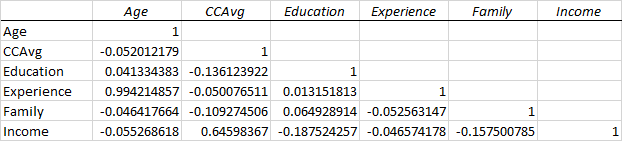 Age CCAvg Education Experience Family Income
Age 1
CCAvg -0.052012179 1
Education 0.041334383 -0.136123922 1
Experience 0.994214857 -0.050076511 0.013151813 1
Family -0.046417664 -0.109274506 0.064928914 -0.052563147 1
Income -0.055268618 0.64598367 -0.187524257 -0.046574178 -0.157500785 1